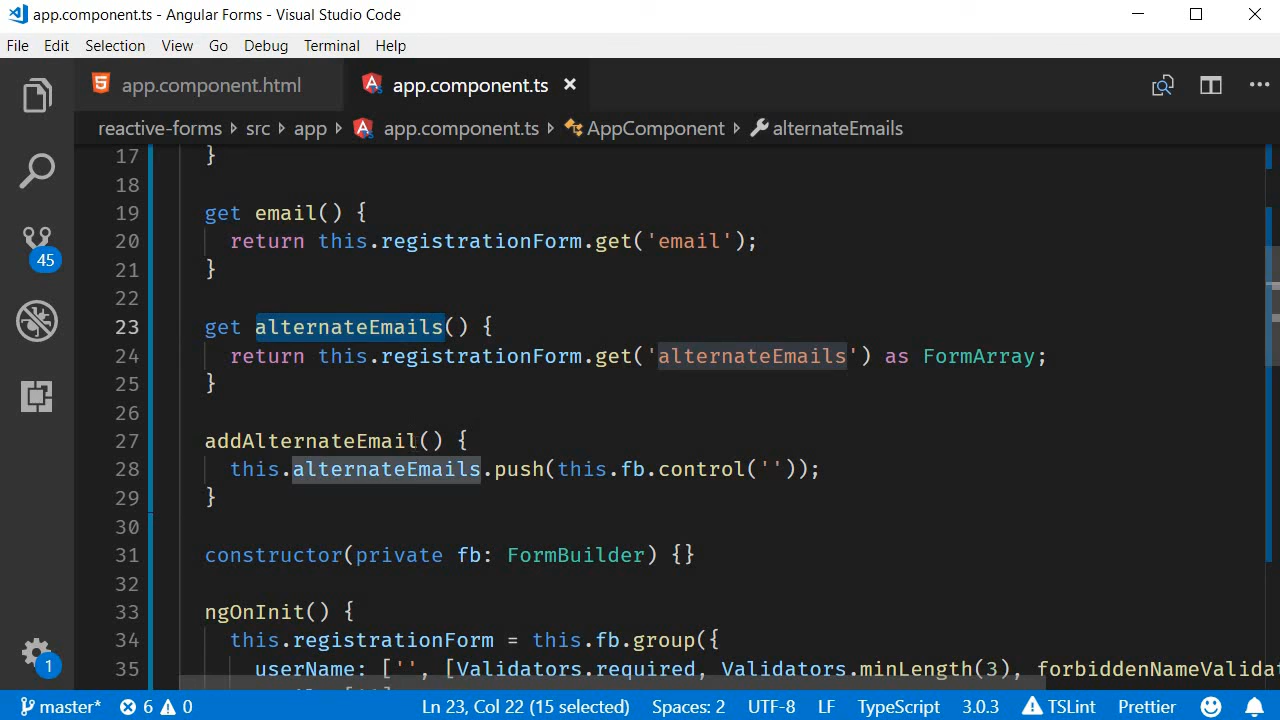 app.component.ts - Angular Forms - Visual Studio Code
File Edit Selection View Go Debug Terminal Help
app.component.html app.component.ts
reactive-forms src app app.component.ts AppComponent alternateEmails
17 }
18
19 get email() {
20 return this.registrationForm.get('email');
21 }
22
23 get alternateEmails() {
24 return this.registrationForm.get('alternateEmails') as FormArray;
25 }
26
27 addAlternateEmail() {
28 this.alternateEmails.push(this.fb.control(''));
29 }
30
31 constructor(private fb: FormBuilder) {}
32
33 ngOnInit() {
34 this.registrationForm = this.fb.group({
35 userName: ['', [Validators.required, Validators.minLength(3), forbiddenNameValida
45
1
master* 6 0 Ln 23, Col 22 (15 selected) Spaces: 2 UTF-8 LF TypeScript 3.0.3 TSLint Prettier